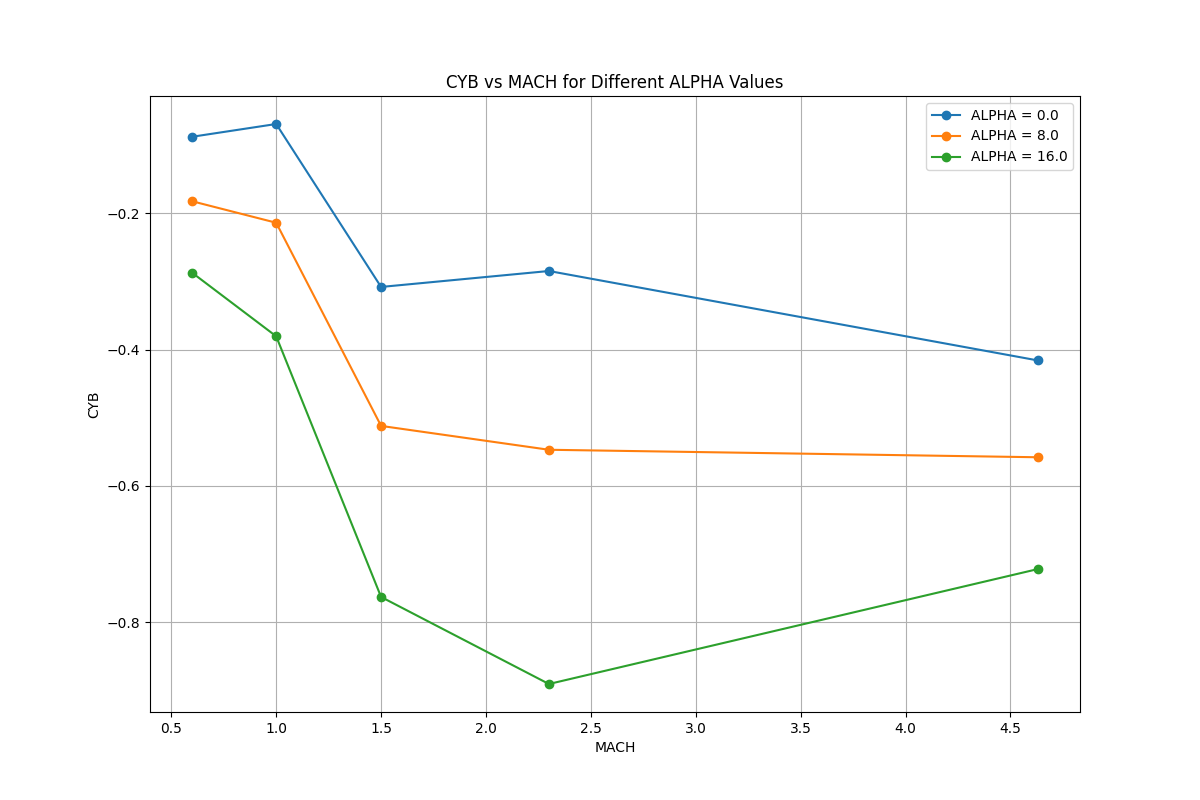 CYB vs MACH for Different ALPHA Values
ALPHA = 0.0
ALPHA = 8.0
ALPHA = 16.0
CYB
−0.2
−0.4
−0.6
−0.8
0.5 1.0 1.5 2.0 2.5 3.0 3.5 4.0 4.5
MACH